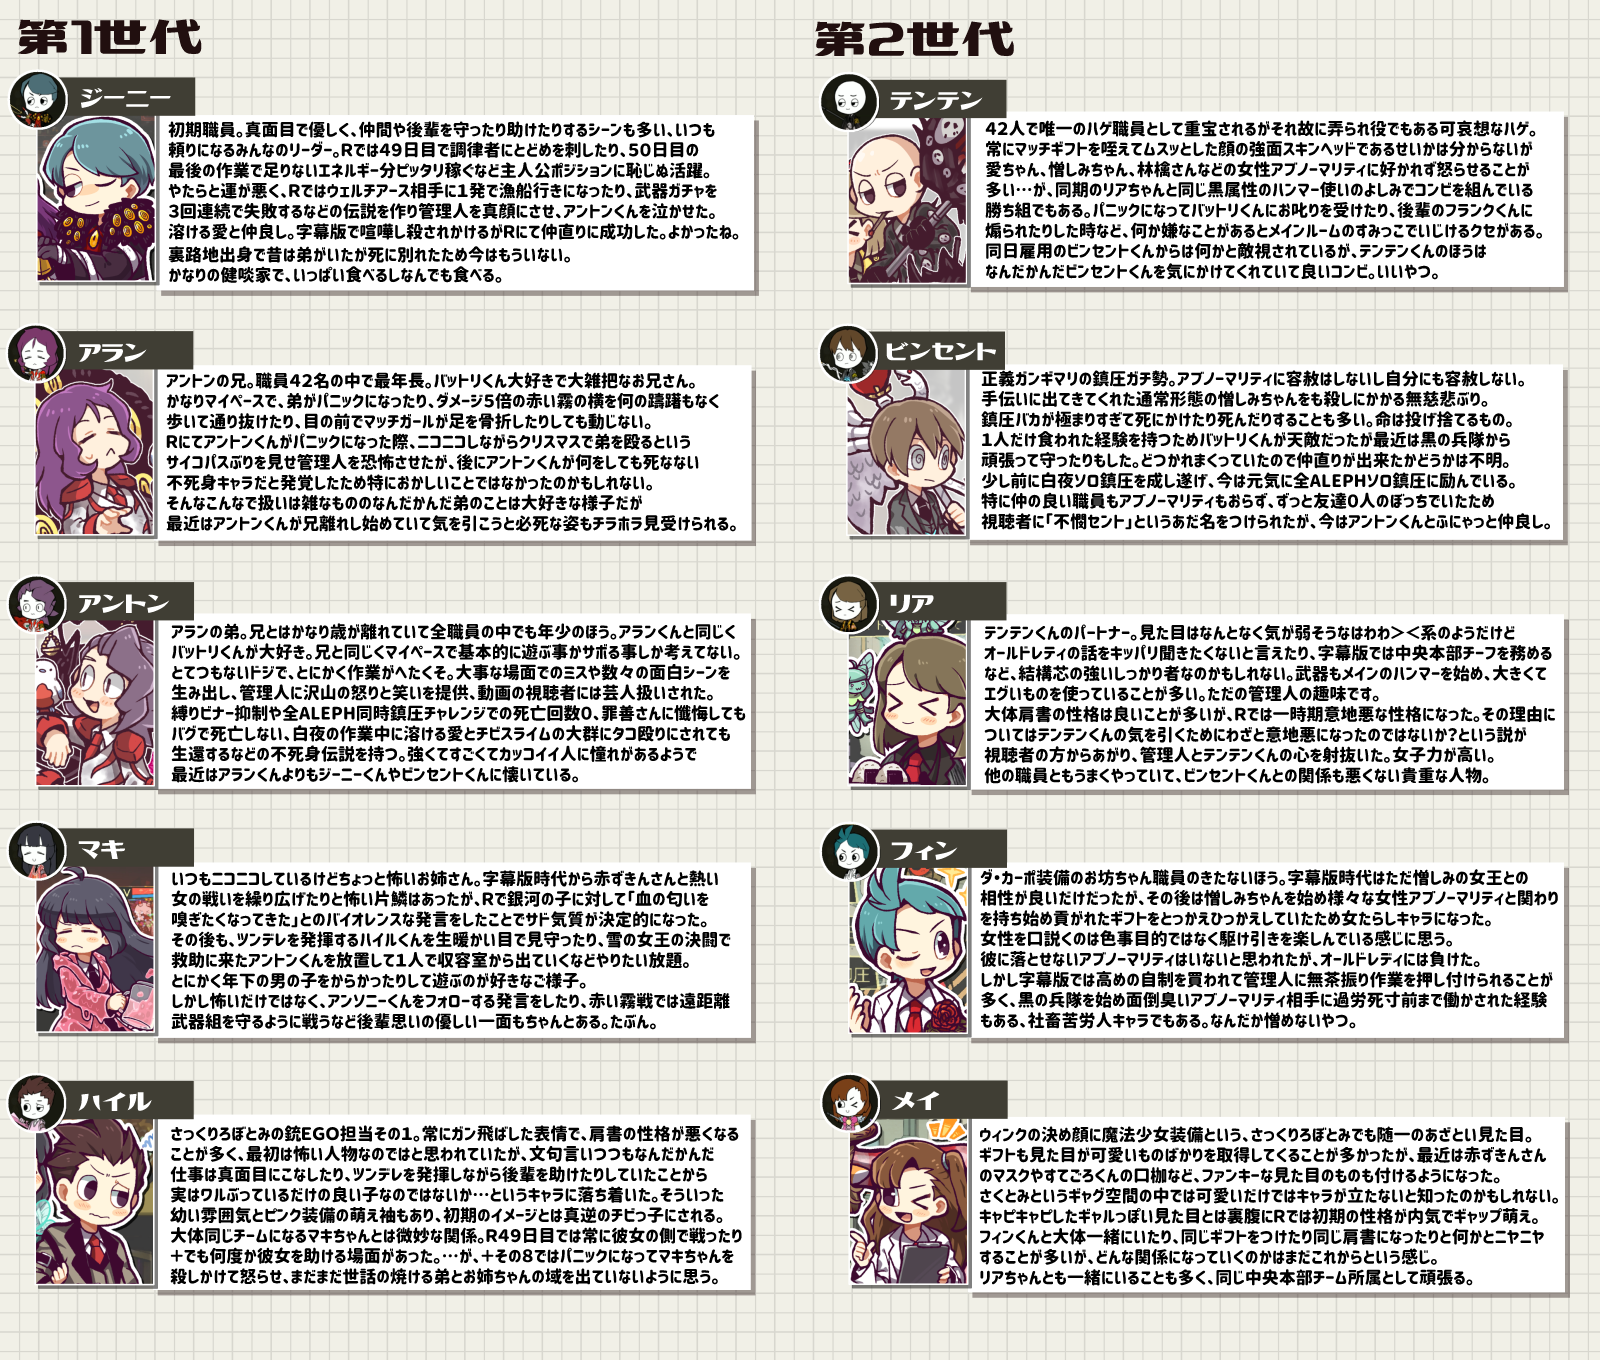 第1世代
ジーニー
初期職員。真面目で優しく、仲間や後輩を守ったり助けたりするシーンも多い、いつも
頼りになるみんなのリーダー。Rでは49日目で調律者にとどめを刺したり、50日目の
最後の作業で足りないエネルギー分ピッタリ稼ぐなど主人公ポジションに恥じぬ活躍。
やたらと運が悪く、Rではウェルチアース相手に1発で漁船行きになったり、武器ガチャを
3回連続で失敗するなどの伝説を作り管理人を真顔にさせ、アントンくんを泣かせた。
溶ける愛と仲良し。字幕版で喧嘩し殺されかけるがRにて仲直りに成功した。よかったね。
裏路地出身で昔は弟がいたが死に別れたため今はもういない。
かなりの健啖家で、いっぱい食べるしなんでも食べる。
アラン
アントンの兄。職員42名の中で最年長。バットリくん大好きで大雑把なお兄さん。
かなりマイペースで、弟がパニックになったり、ダメージ5倍の赤い霧の横を何の躊躇もなく
歩いて通り抜けたり、目の前でマッチガールが足を骨折したりしても動じない。
Rにてアントンくんがパニックになった際、ニコニコしながらクリスマスで弟を殴るという
サイコパスぶりを見せ管理人を恐怖させたが、後にアントンくんが何をしても死なない
不死身キャラだと発覚したため特におかしいことではなかったのかもしれない。
そんなこんなで扱いは雑なもののなんだかんだ弟のことは大好きな様子だが
最近はアントンくんが兄離れし始めていて気を引こうと必死な姿もチラホラ見受けられる。
アントン
アランの弟。兄とはかなり歳が離れていて全職員の中でも年少のほう。アランくんと同じく
バットリくんが大好き。兄と同じくマイペースで基本的に遊ぶ事かサボる事しか考えてない。
とてつもないドジで、とにかく作業がへたくそ。大事な場面でのミスや数々の面白シーンを
生み出し、管理人に沢山の怒りと笑いを提供、動画の視聴者には芸人扱いされた。
縛りビナー抑制や全ALEPH同時鎮圧チャレンジでの死亡回数0、罪善さんに懺悔しても
バグで死亡しない、白夜の作業中に溶ける愛とチビスライムの大群にタコ殴りにされても
生還するなどの不死身伝説を持つ。強くてすごくてカッコイイ人に憧れがあるようで
最近はアランくんよりもジーニーくんやビンセントくんに懐いている。
マキ
いつもニコニコしているけどちょっと怖いお姉さん。字幕版時代から赤ずきんさんと熱い
女の戦いを繰り広げたりと怖い片鱗はあったが、Rで銀河の子に対して「血の匂いを
嗅ぎたくなってきた」とのバイオレンスな発言をしたことでサド気質が決定的になった。
その後も、ツンデレを発揮するハイルくんを生暖かい目で見守ったり、雪の女王の決闘で
救助に来たアントンくんを放置して1人で収容室から出ていくなどやりたい放題。
とにかく年下の男の子をからかったりして遊ぶのが好きなご様子。
しかし怖いだけではなく、アンソニーくんをフォローする発言をしたり、赤い霧戦では遠距離
武器組を守るように戦うなど後輩思いの優しい一面もちゃんとある。たぶん。
ハイル
さっくりろぼとみの銃EGO担当その1。常にガン飛ばした表情で、肩書の性格が悪くなる
ことが多く、最初は怖い人物なのではと思われていたが、文句言いつつもなんだかんだ
仕事は真面目にこなしたり、ツンデレを発揮しながら後輩を助けたりしていたことから
実はワルぶっているだけの良い子なのではないか…というキャラに落ち着いた。そういった
幼い雰囲気とピンク装備の萌え袖もあり、初期のイメージとは真逆のチビっ子にされる。
大体同じチームになるマキちゃんとは微妙な関係。R49日目では常に彼女の側で戦ったり
+でも何度か彼女を助ける場面があった。…が、+その8ではパニックになってマキちゃんを
殺しかけて怒らせ、まだまだ世話の焼ける弟とお姉ちゃんの域を出ていないように思う。
第2世代
テンテン
42人で唯一のハゲ職員として重宝されるがそれ故に弄られ役でもある可哀想なハゲ。
常にマッチギフトを咥えてムスッとした顔の強面スキンヘッドであるせいかは分からないが
愛ちゃん、憎しみちゃん、林檎さんなどの女性アブノーマリティに好かれず怒らせることが
多い…が、同期のリアちゃんと同じ黒属性のハンマー使いのよしみでコンビを組んでいる
勝ち組でもある。パニックになってバットリくんにお叱りを受けたり、後輩のフランクくんに
煽られたりした時など、何か嫌なことがあるとメインルームのすみっこでいじけるクセがある。
同日雇用のビンセントくんからは何かと敵視されているが、テンテンくんのほうは
なんだかんだビンセントくんを気にかけてくれていて良いコンビ。いいやつ。
ビンセント
正義ガンギマリの鎮圧ガチ勢。アブノーマリティに容赦はしないし自分にも容赦しない。
手伝いに出てきてくれた通常形態の憎しみちゃんをも殺しにかかる無慈悲ぶり。
鎮圧バカが極まりすぎて死にかけたり死んだりすることも多い。命は投げ捨てるもの。
1人だけ食われた経験を持つためバットリくんが天敵だったが最近は黒の兵隊から
頑張って守ったりもした。どつかれまくっていたので仲直りが出来たかどうかは不明。
少し前に白夜ソロ鎮圧を成し遂げ、今は元気に全ALEPHソロ鎮圧に励んでいる。
特に仲の良い職員もアブノーマリティもおらず、ずっと友達0人のぼっちでいたため
視聴者に「不憫セント」というあだ名をつけられたが、今はアントンくんとふにゃっと仲良し。
リア
テンテンくんのパートナー。見た目はなんとなく気が弱そうなはわわ><系のようだけど
オールドレディの話をキッパリ聞きたくないと言えたり、字幕版では中央本部チーフを務める
など、結構芯の強いしっかり者なのかもしれない。武器もメインのハンマーを始め、大きくて
エグいものを使っていることが多い。ただの管理人の趣味です。
大体肩書の性格は良いことが多いが、Rでは一時期意地悪な性格になった。その理由に
ついてはテンテンくんの気を引くためにわざと意地悪になったのではないか?という説が
視聴者の方からあがり、管理人とテンテンくんの心を射抜いた。女子力が高い。
他の職員ともうまくやっていて、ビンセントくんとの関係も悪くない貴重な人物。
フィン
ダ・カーポ装備のお坊ちゃん職員のきたないほう。字幕版時代はただ憎しみの女王との
相性が良いだけだったが、その後は憎しみちゃんを始め様々な女性アブノーマリティと関わり
を持ち始め貢がれたギフトをとっかえひっかえしていたため女たらしキャラになった。
女性を口説くのは色事目的ではなく駆け引きを楽しんでいる感じに思う。
彼に落とせないアブノーマリティはいないと思われたが、オールドレディには負けた。
しかし字幕版では高めの自制を買われて管理人に無茶振り作業を押し付けられることが
多く、黒の兵隊を始め面倒臭いアブノーマリティ相手に過労死寸前まで働かされた経験
もある、社畜苦労人キャラでもある。なんだか憎めないやつ。
メイ
ウィンクの決め顔に魔法少女装備という、さっくりろぼとみでも随一のあざとい見た目。
ギフトも見た目が可愛いものばかりを取得してくることが多かったが、最近は赤ずきんさん
のマスクやすてごろくんの口枷など、ファンキーな見た目のものも付けるようになった。
さくとみというギャグ空間の中では可愛いだけではキャラが立たないと知ったのかもしれない。
キャピキャピしたギャルっぽい見た目とは裏腹にRでは初期の性格が内気でギャップ萌え。
フィンくんと大体一緒にいたり、同じギフトをつけたり同じ肩書になったりと何かとニヤニヤ
することが多いが、どんな関係になっていくのかはまだこれからという感じ。
リアちゃんとも一緒にいることも多く、同じ中央本部チーム所属として頑張る。